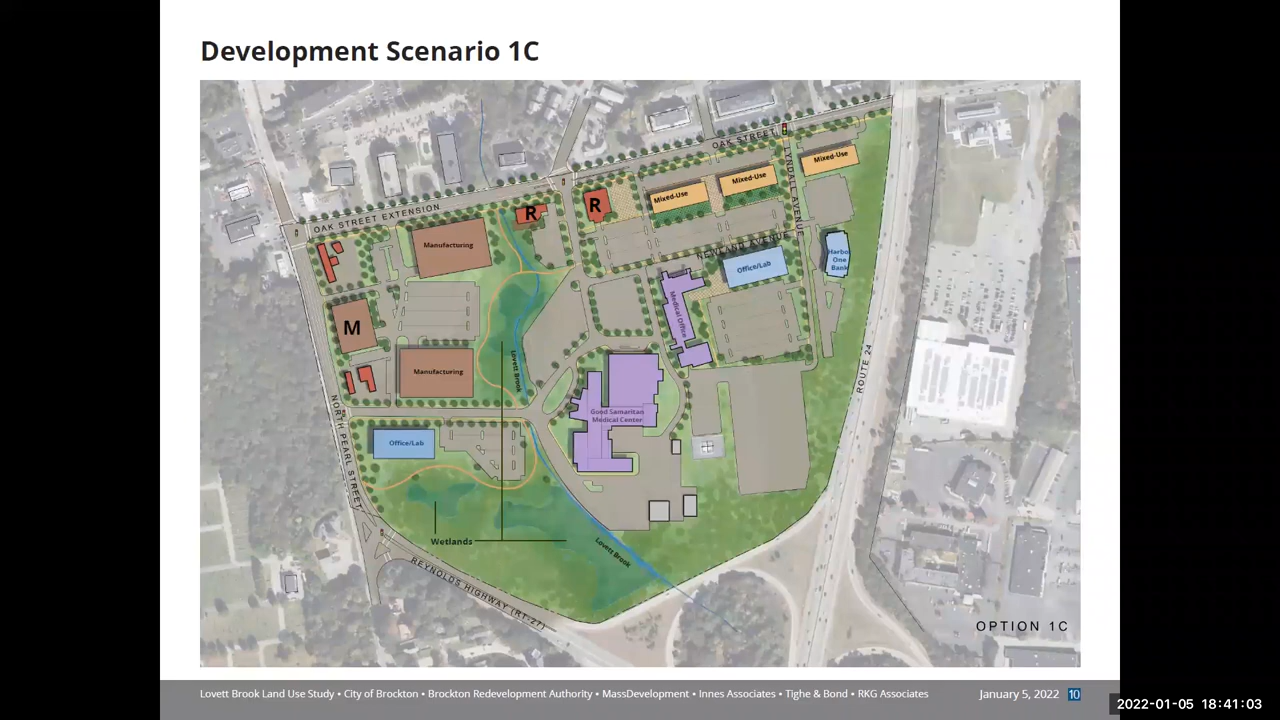 Development Scenario 1C
OAK STREET
LYNDALL AVENUE
Mixed-Use
Mixed-Use
Mixed-Use
R
R
OAK STREET EXTENSION
Manufacturing
NEWLAND AVENUE
Office/Lab
Harbor
One
Bank
M
Medical Office
Lovett Brook
Manufacturing
ROUTE 24
Good Samaritan
Medical Center
NORTH PEARL STREET
Office/Lab
Wetlands
Lovett Brook
REYNOLDS HIGHWAY (RT.27)
OPTION 1C
Lovett Brook Land Use Study • City of Brockton • Brockton Redevelopment Authority • MassDevelopment • Innes Associates • Tighe & Bond • RKG Associates
January 5, 2022 10
2022-01-05 18:41:03